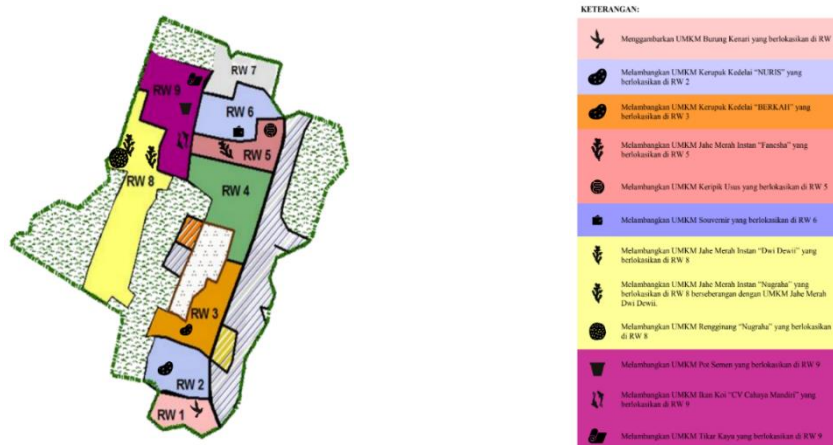 KETERANGAN:
RW 7
RW 9
RW 6
RW 5
RW 8
RW 4
RW 3
RW 2
RW 1
Menggambarkan UMKM Burung Kenari yang berlokasikan di RW
Melambangkan UMKM Kerupuk Kedelai "NURIS" yang
berlokasikan di RW 2
Melambangkan UMKM Kerupuk Kedelai "BERKAH" yang
berlokasikan di RW 3
Melambangkan UMKM Jahe Merah Instan "Fanesha" yang
berlokasikan di RW 5
Melambangkan UMKM Keripik Usus yang berlokasikan di RW 5
Melambangkan UMKM Souvernir yang berlokasikan di RW 6
Melambangkan UMKM Jahe Merah Instan "Dwi Dewii" yang
berlokasikan di RW 8
Melambangkan UMKM Jahe Merah Instan "Nugraha" yang
berlokasikan di RW 8 berseberangan dengan UMKM Jahe Merah
Dwi Dewii.
Melambangkan UMKM Rengginang "Nugraha" yang berlokasikan
di RW 8
Melambangkan UMKM Pot Semen yang berlokasikan di RW 9
Melambangkan UMKM Ikan Koi "CV Cahaya Mandiri" yang
berlokasikan di RW 9
Melambangkan UMKM Tikar Kayu yang berlokasikan di RW 9